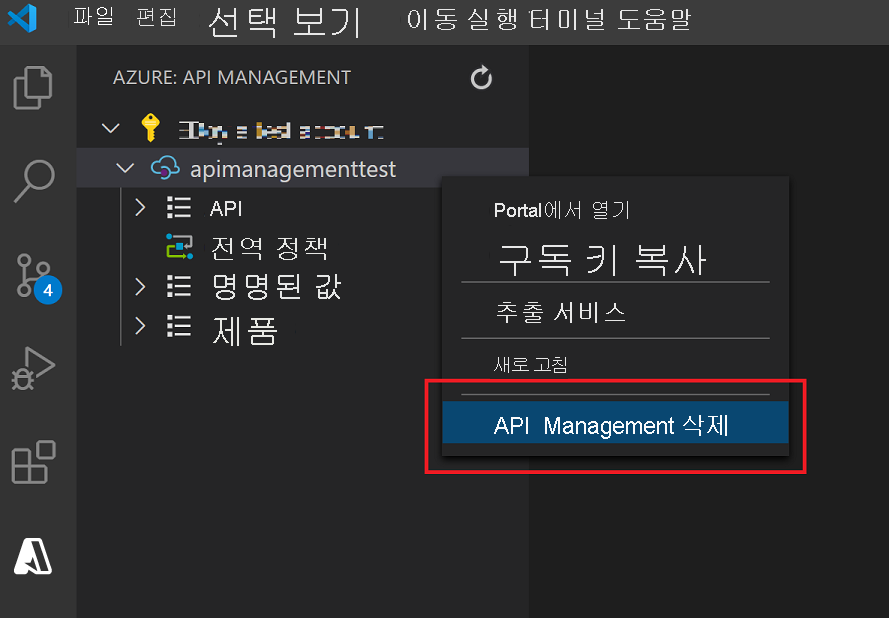 파일 편집 선택 보기 이동 실행 터미널 도움말
AZURE: API MANAGEMENT
apimanagementtest
API
전역 정책
명명된 값
제품
4
Portal에서 열기
구독 키 복사
추출 서비스
새로 고침
API Management 삭제